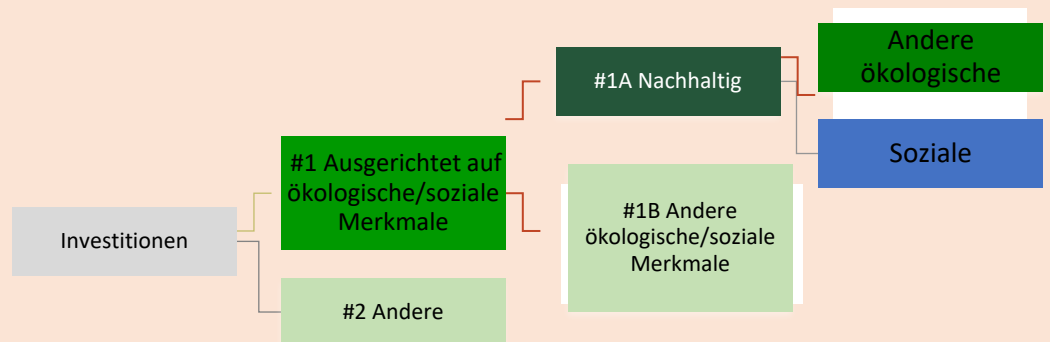 Investitionen
#1 Ausgerichtet auf
ökologische/soziale
Merkmale
#2 Andere
#1A Nachhaltig
#1B Andere
ökologische/soziale
Merkmale
Andere
ökologische
Soziale